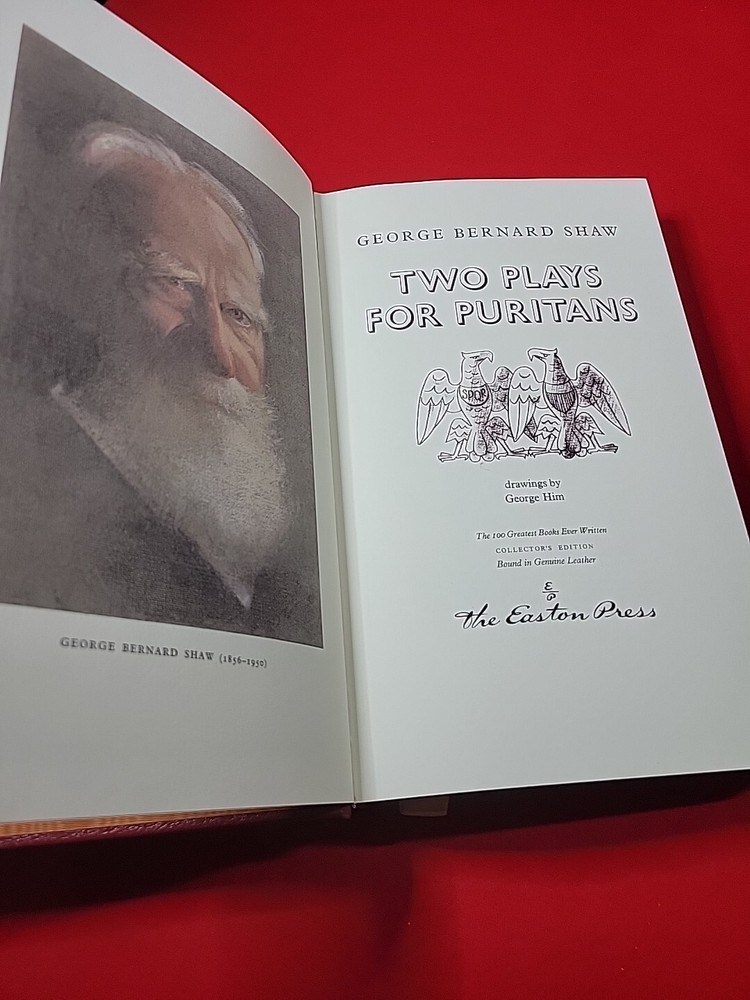 GEORGE BERNARD SHAW (1856-1950)
GEORGE BERNARD SHAW
TWO PLAYS
FOR PURITANS
SPQR
drawings by
George Him
The 100 Greatest Books Ever Written
COLLECTOR'S EDITION
Bound in Genuine Leather
E
P
The Easton Press